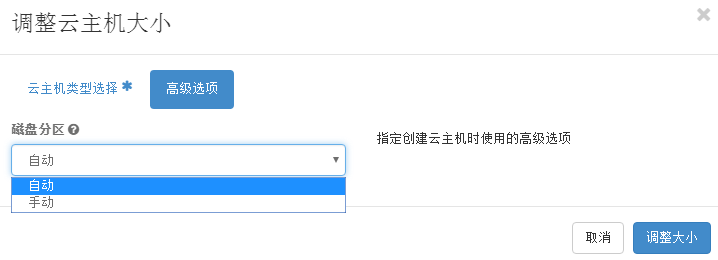 调整云主机大小
云主机类型选择 高级选项
磁盘分区
指定创建云主机时使用的高级选项
自动
自动
手动
取消 调整大小